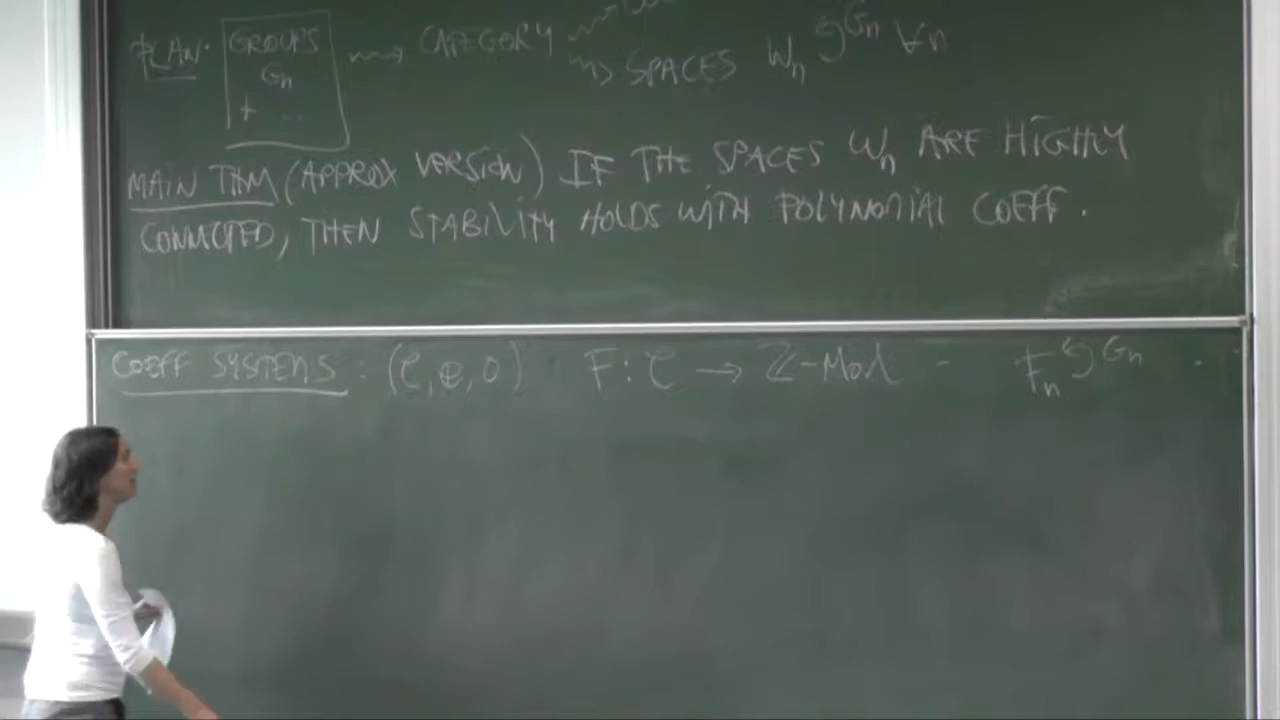 PLAN: GROUPS ⇝ CATEGORY ⇝
Gn ⇝ SPACES Wn ↺Gn ∀n
+ ...
MAIN THM (APPROX VERSION) IF THE SPACES Wn ARE HIGHLY
CONNECTED, THEN STABILITY HOLDS WITH POLYNOMIAL COEFF.
COEFF SYSTEMS: (C,⊕,0) F: C → Z-Mod - Fn ↺Gn